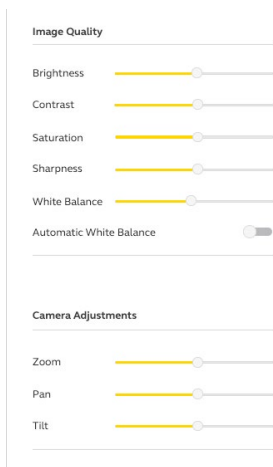 Image Quality
Brightness
Contrast
Saturation
Sharpness
White Balance
Automatic White Balance
Camera Adjustments
Zoom
Pan
Tilt